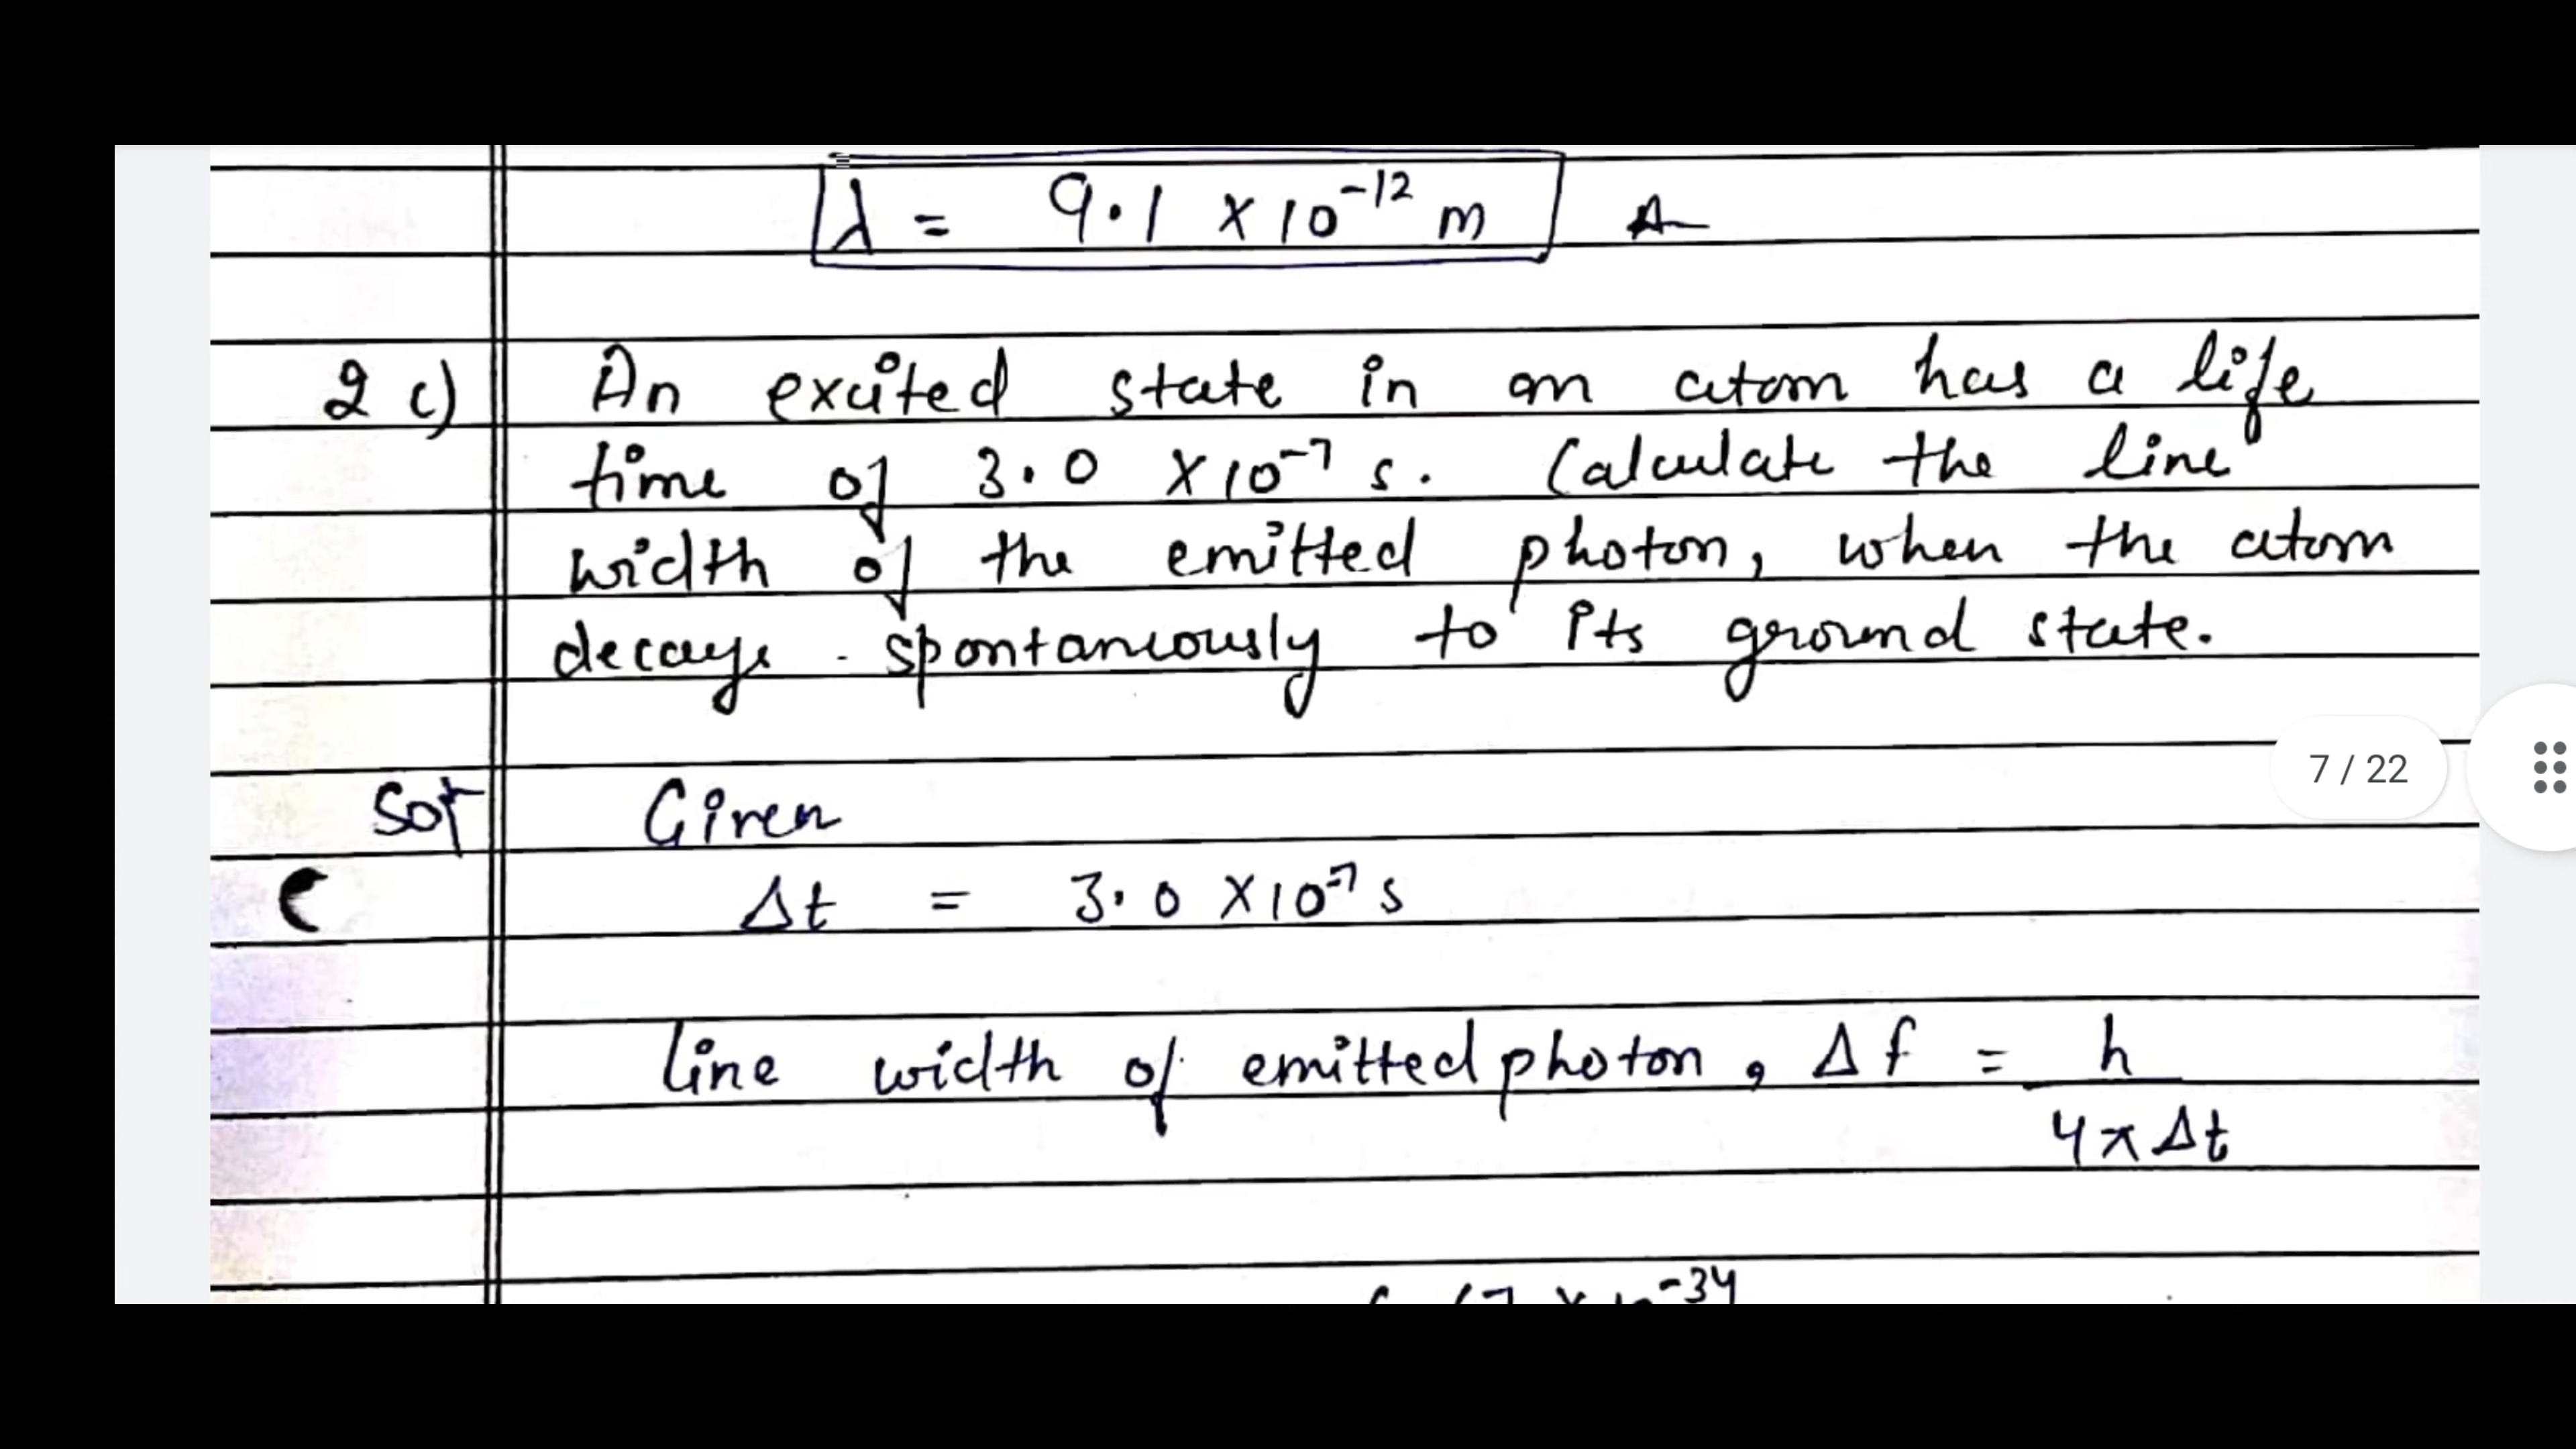 λ = 9.1 × 10⁻¹² m
2 c) An excited state in an atom has a life
time of 3.0 × 10⁻⁷ s. Calculate the line
width of the emitted photon, when the atom
decays spontaneously to its ground state.
7 / 22
Sol Given
Δt = 3.0 × 10⁻⁷ s
Line width of emitted photon, Δf = h
4πΔt